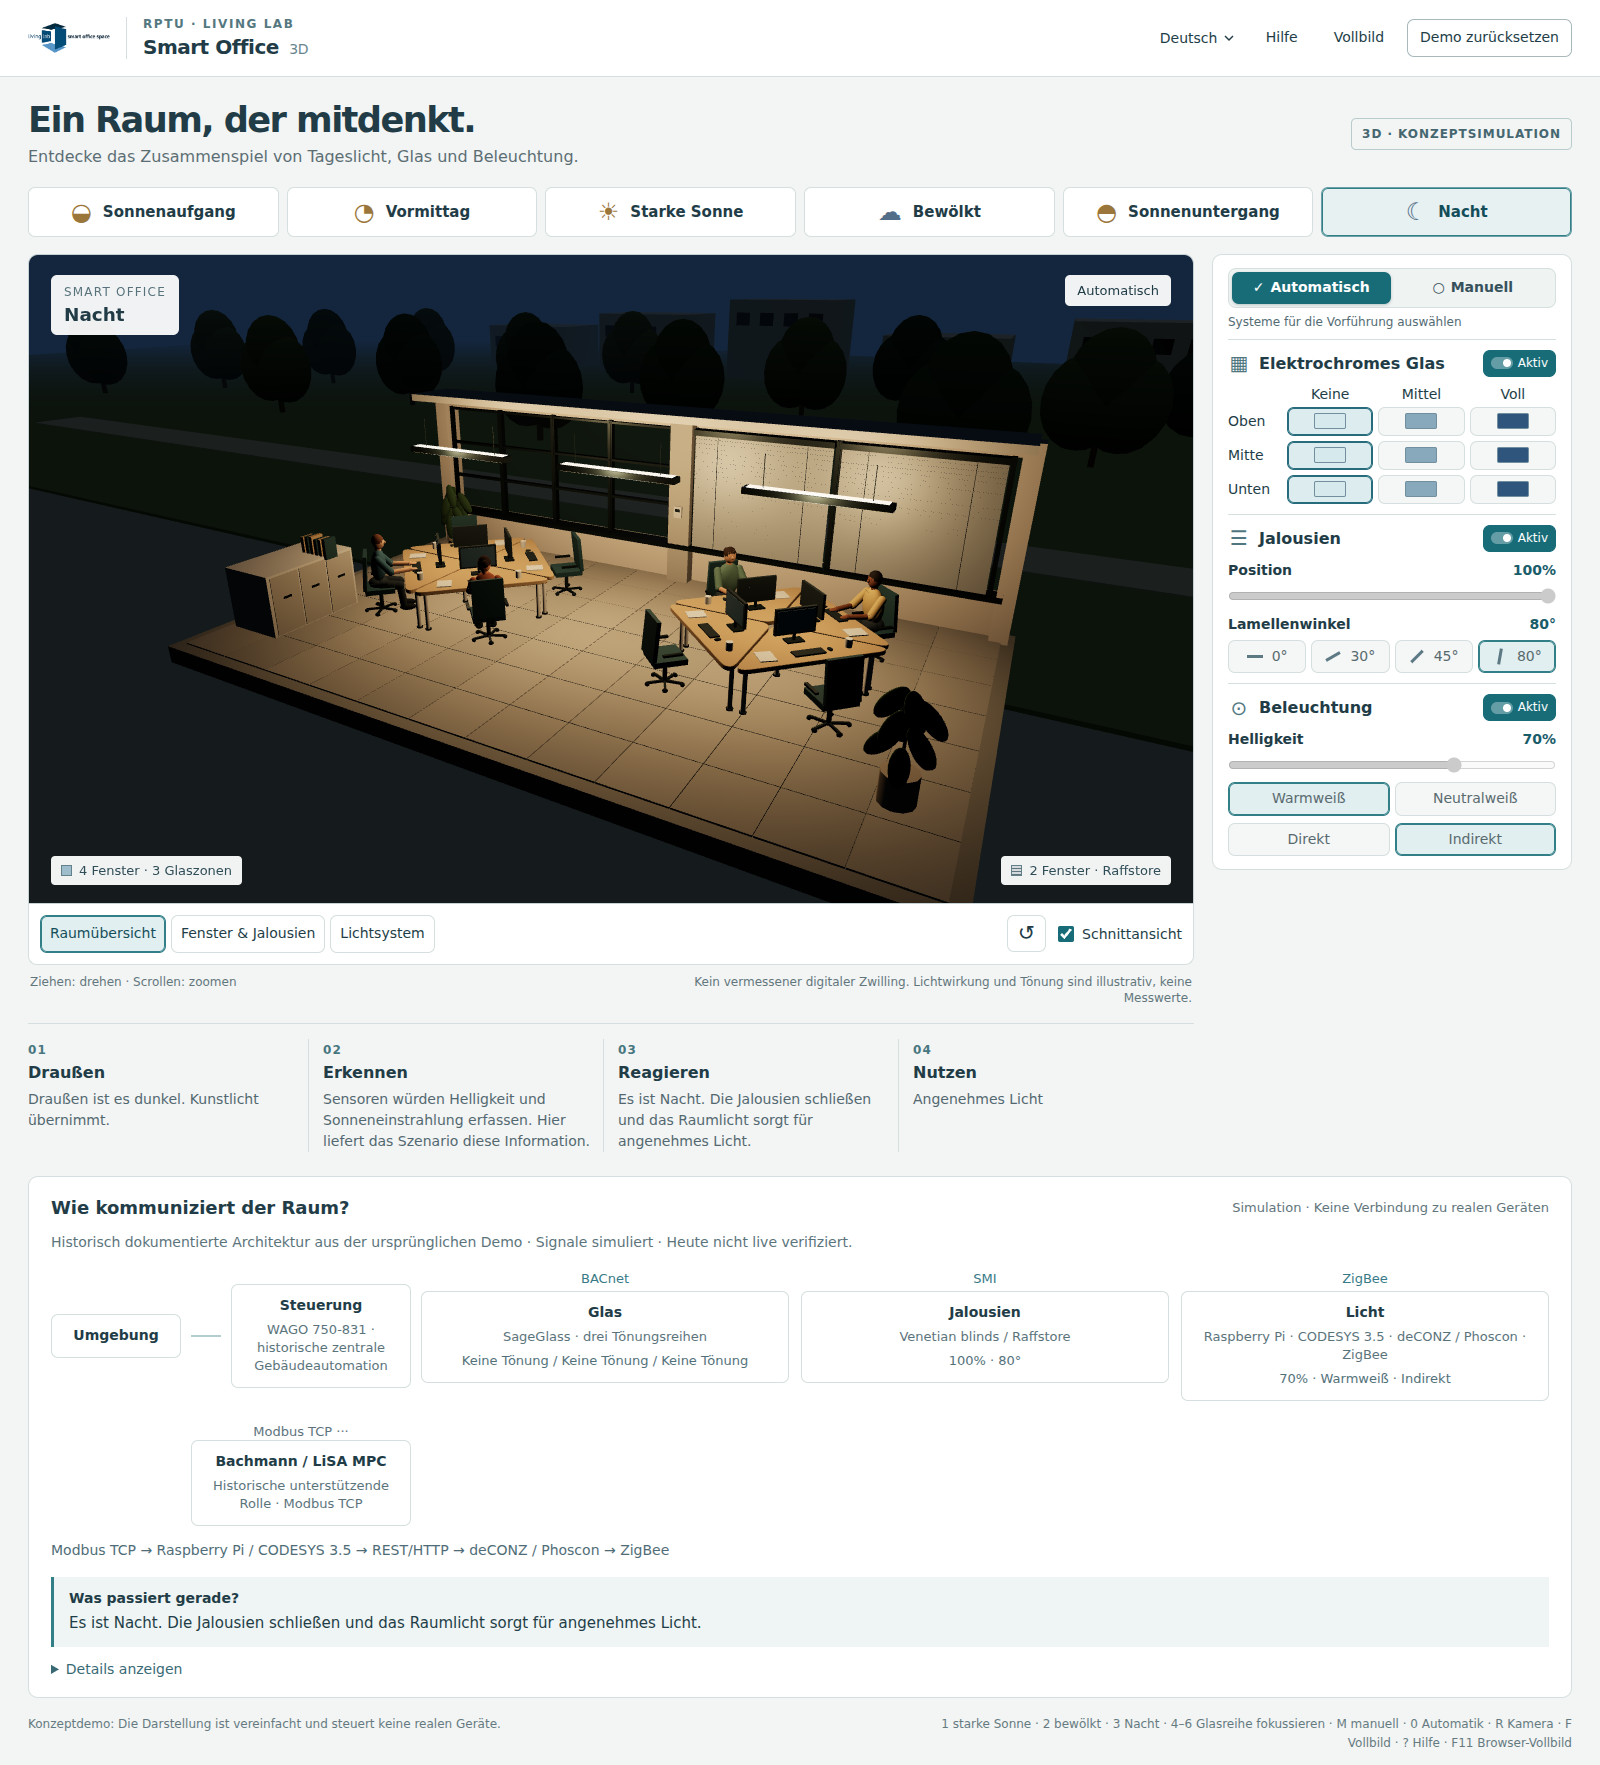 living lab smart office space
RPTU · LIVING LAB
Smart Office 3D
Deutsch
Hilfe
Vollbild
Demo zurücksetzen
Ein Raum, der mitdenkt.
Entdecke das Zusammenspiel von Tageslicht, Glas und Beleuchtung.
3D · KONZEPTSIMULATION
Sonnenaufgang
Vormittag
Starke Sonne
Bewölkt
Sonnenuntergang
Nacht
SMART OFFICE
Nacht
Automatisch
4 Fenster · 3 Glaszonen
2 Fenster · Raffstore
✓ Automatisch
○ Manuell
Systeme für die Vorführung auswählen
Elektrochromes Glas
Aktiv
Keine Mittel Voll
Oben
Mitte
Unten
Jalousien
Aktiv
Position 100%
Lamellenwinkel 80°
0° 30° 45° 80°
Beleuchtung
Aktiv
Helligkeit 70%
Warmweiß Neutralweiß
Direkt Indirekt
Raumübersicht
Fenster & Jalousien
Lichtsystem
↺
Schnittansicht
Ziehen: drehen · Scrollen: zoomen
Kein vermessener digitaler Zwilling. Lichtwirkung und Tönung sind illustrativ, keine
Messwerte.
01
Draußen
Draußen ist es dunkel. Kunstlicht
übernimmt.
02
Erkennen
Sensoren würden Helligkeit und
Sonneneinstrahlung erfassen. Hier
liefert das Szenario diese Information.
03
Reagieren
Es ist Nacht. Die Jalousien schließen
und das Raumlicht sorgt für
angenehmes Licht.
04
Nutzen
Angenehmes Licht
Wie kommuniziert der Raum?
Simulation · Keine Verbindung zu realen Geräten
Historisch dokumentierte Architektur aus der ursprünglichen Demo · Signale simuliert · Heute nicht live verifiziert.
Umgebung
Steuerung
WAGO 750-831 ·
historische zentrale
Gebäudeautomation
BACnet
Glas
SageGlass · drei Tönungsreihen
Keine Tönung / Keine Tönung / Keine Tönung
SMI
Jalousien
Venetian blinds / Raffstore
100% · 80°
ZigBee
Licht
Raspberry Pi · CODESYS 3.5 · deCONZ / Phoscon ·
ZigBee
70% · Warmweiß · Indirekt
Modbus TCP ···
Bachmann / LiSA MPC
Historische unterstützende
Rolle · Modbus TCP
Modbus TCP → Raspberry Pi / CODESYS 3.5 → REST/HTTP → deCONZ / Phoscon → ZigBee
Was passiert gerade?
Es ist Nacht. Die Jalousien schließen und das Raumlicht sorgt für angenehmes Licht.
▶ Details anzeigen
Konzeptdemo: Die Darstellung ist vereinfacht und steuert keine realen Geräte.
1 starke Sonne · 2 bewölkt · 3 Nacht · 4–6 Glasreihe fokussieren · M manuell · 0 Automatik · R Kamera · F
Vollbild · ? Hilfe · F11 Browser-Vollbild